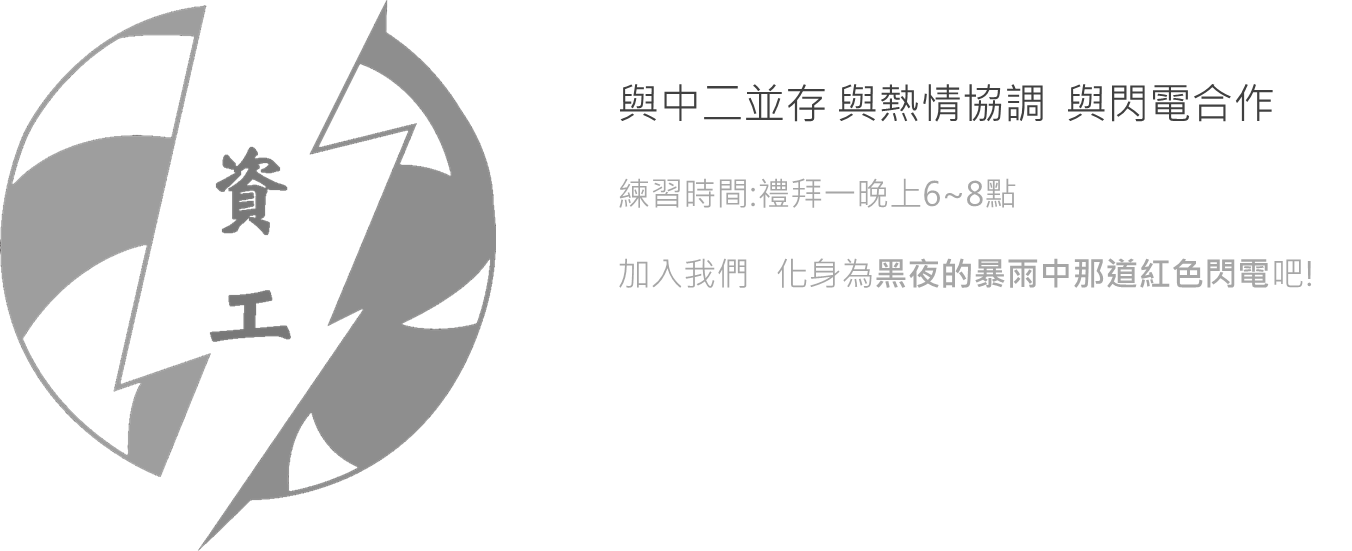 資
工
與中二並存 與熱情協調 與閃電合作
練習時間:禮拜一晚上6~8點
加入我們 化身為黑夜的暴雨中那道紅色閃電吧!